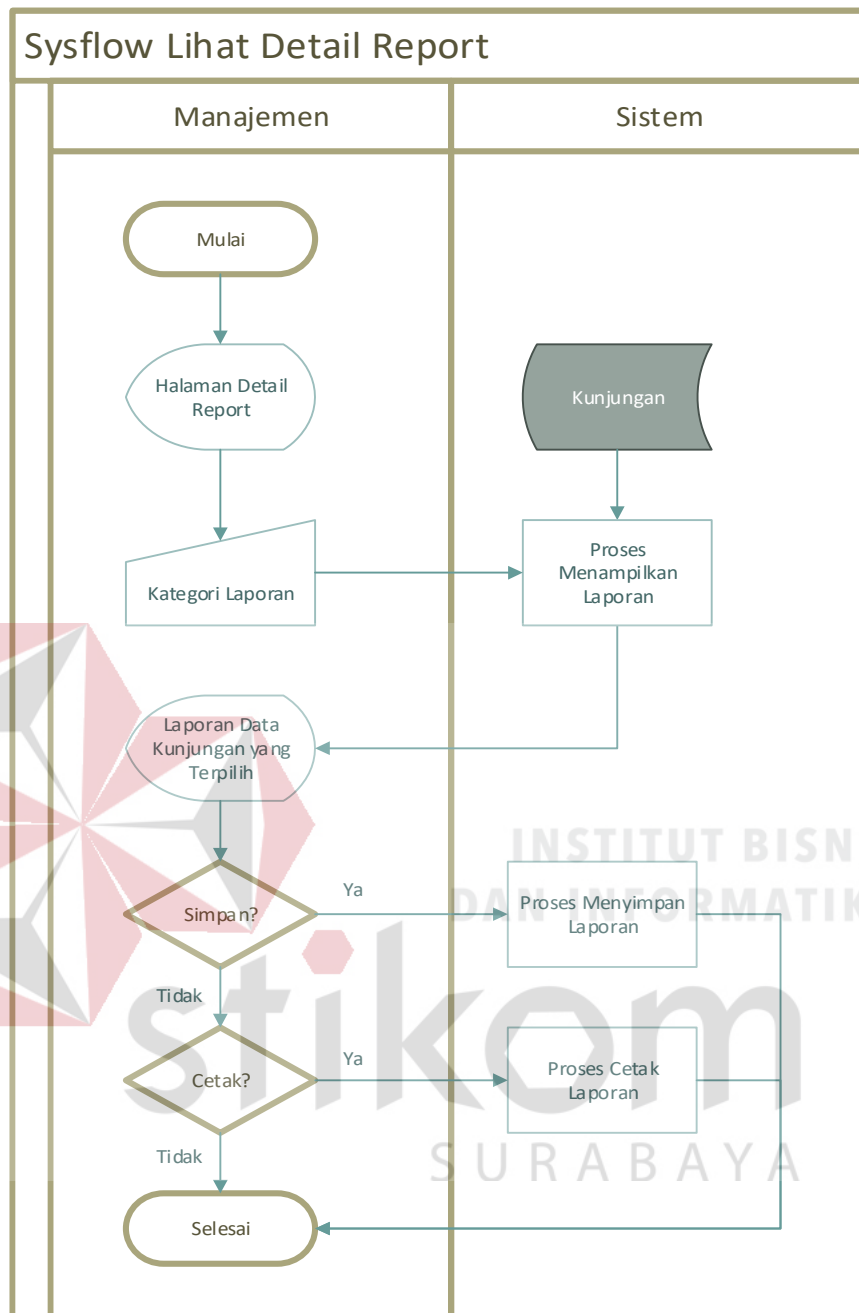 Sysflow Lihat Detail Report
Manajemen
Sistem
Mulai
Halaman Detail
Report
Kunjungan
Kategori Laporan
Proses
Menampilkan
Laporan
Laporan Data
Kunjungan yang
Terpilih
INSTITUT BISN
DAN INFORMATIK
Simpan?
Ya
Proses Menyimpan
Laporan
Tidak
stikom
Cetak?
Ya
Proses Cetak
Laporan
Tidak
SURABAYA
Selesai